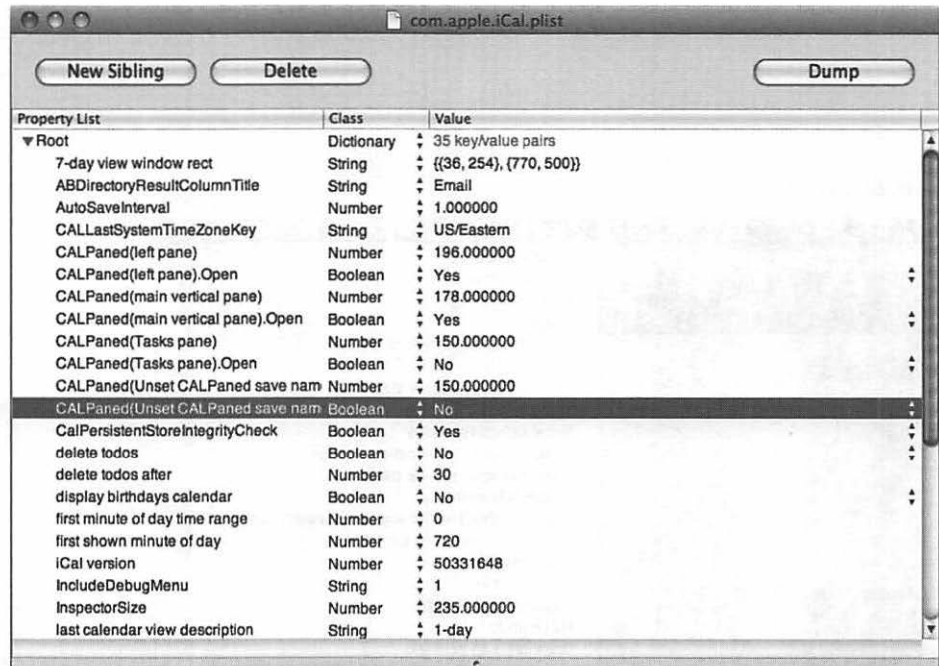 com.apple.iCal.plist
New Sibling Delete Dump
Property List Class Value
Root Dictionary 35 key/value pairs
7-day view window rect String {{36, 254}, {770, 500}}
ABDirectoryResultColumnTitle String Email
AutoSaveInterval Number 1.000000
CALLastSystemTimeZoneKey String US/Eastern
CALPaned(left pane) Number 196.000000
CALPaned(left pane).Open Boolean Yes
CALPaned(main vertical pane) Number 178.000000
CALPaned(main vertical pane).Open Boolean Yes
CALPaned(Tasks pane) Number 150.000000
CALPaned(Tasks pane).Open Boolean No
CALPaned(Unset CALPaned save nam Number 150.000000
CALPaned(Unset CALPaned save nam Boolean No
CalPersistentStoreIntegrityCheck Boolean Yes
delete todos Boolean No
delete todos after Number 30
display birthdays calendar Boolean No
first minute of day time range Number 0
first shown minute of day Number 720
iCal version Number 50331648
IncludeDebugMenu String 1
InspectorSize Number 235.000000
last calendar view description String 1-day